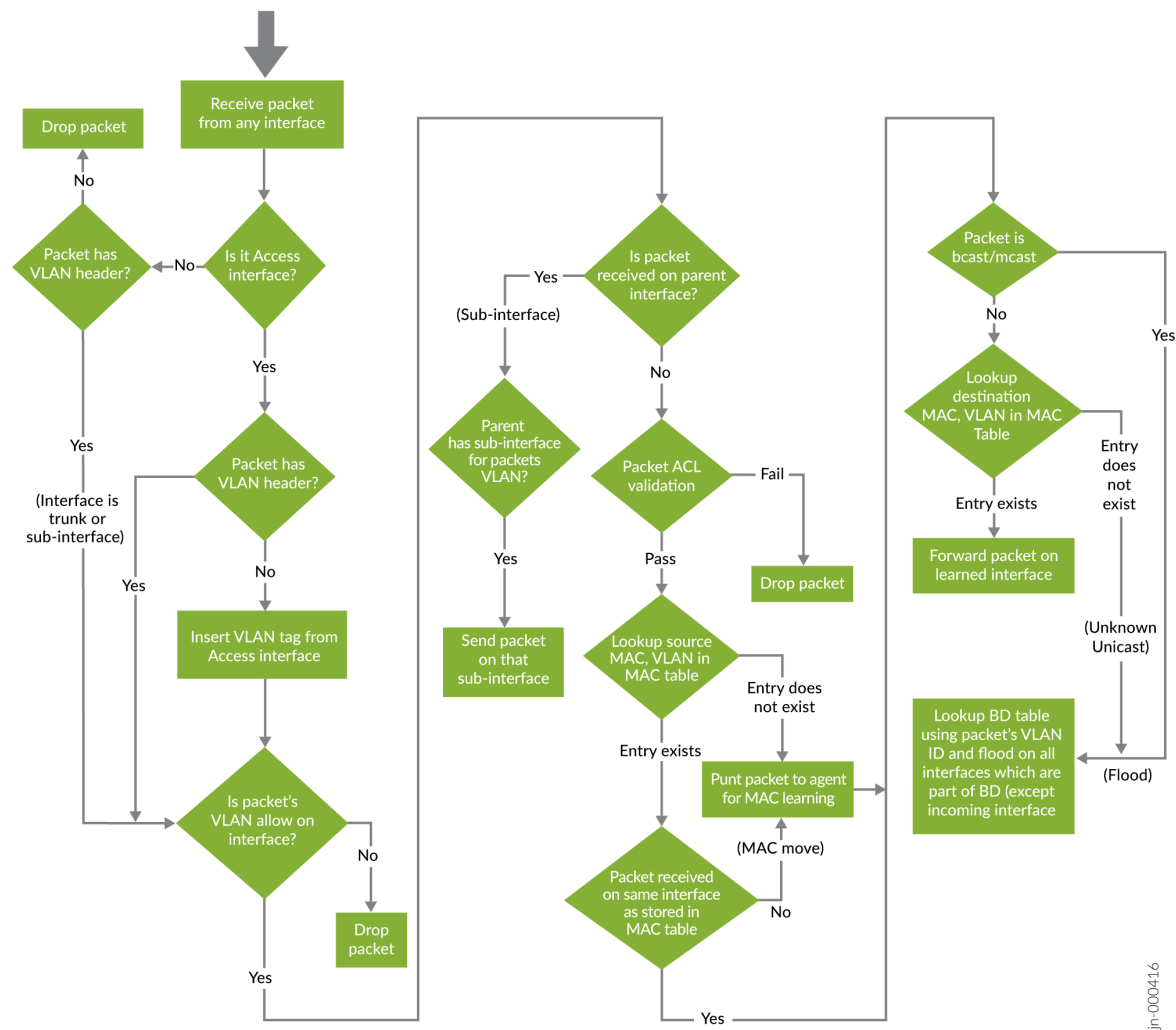 Receive packet
from any interface
Drop packet
No
Packet has
VLAN header?
No
Is it Access
interface?
Yes
Yes
(Interface is
trunk or
sub-interface)
Packet has
VLAN header?
Yes
No
Insert VLAN tag from
Access interface
Is packet's
VLAN allow on
interface?
No
Drop
packet
Yes
Is packet
received on parent
interface?
Yes
(Sub-interface)
No
Parent
has sub-interface
for packets
VLAN?
Yes
Send packet
on that
sub-interface
Packet ACL
validation
Fail
Drop packet
Pass
Lookup source
MAC, VLAN in
MAC table
Entry does
not exist
Entry exists
Punt packet to agent
for MAC learning
(MAC move)
No
Packet received
on same interface
as stored in
MAC table
Yes
Packet is
bcast/mcast
No
Yes
Lookup
destination
MAC, VLAN in MAC
Table
Entry
does
not
exist
Entry exists
Forward packet on
learned interface
(Unknown
Unicast)
Lookup BD table
using packet's VLAN
ID and flood on all
interfaces which are
part of BD (except
incoming interface
(Flood)
jn-000416